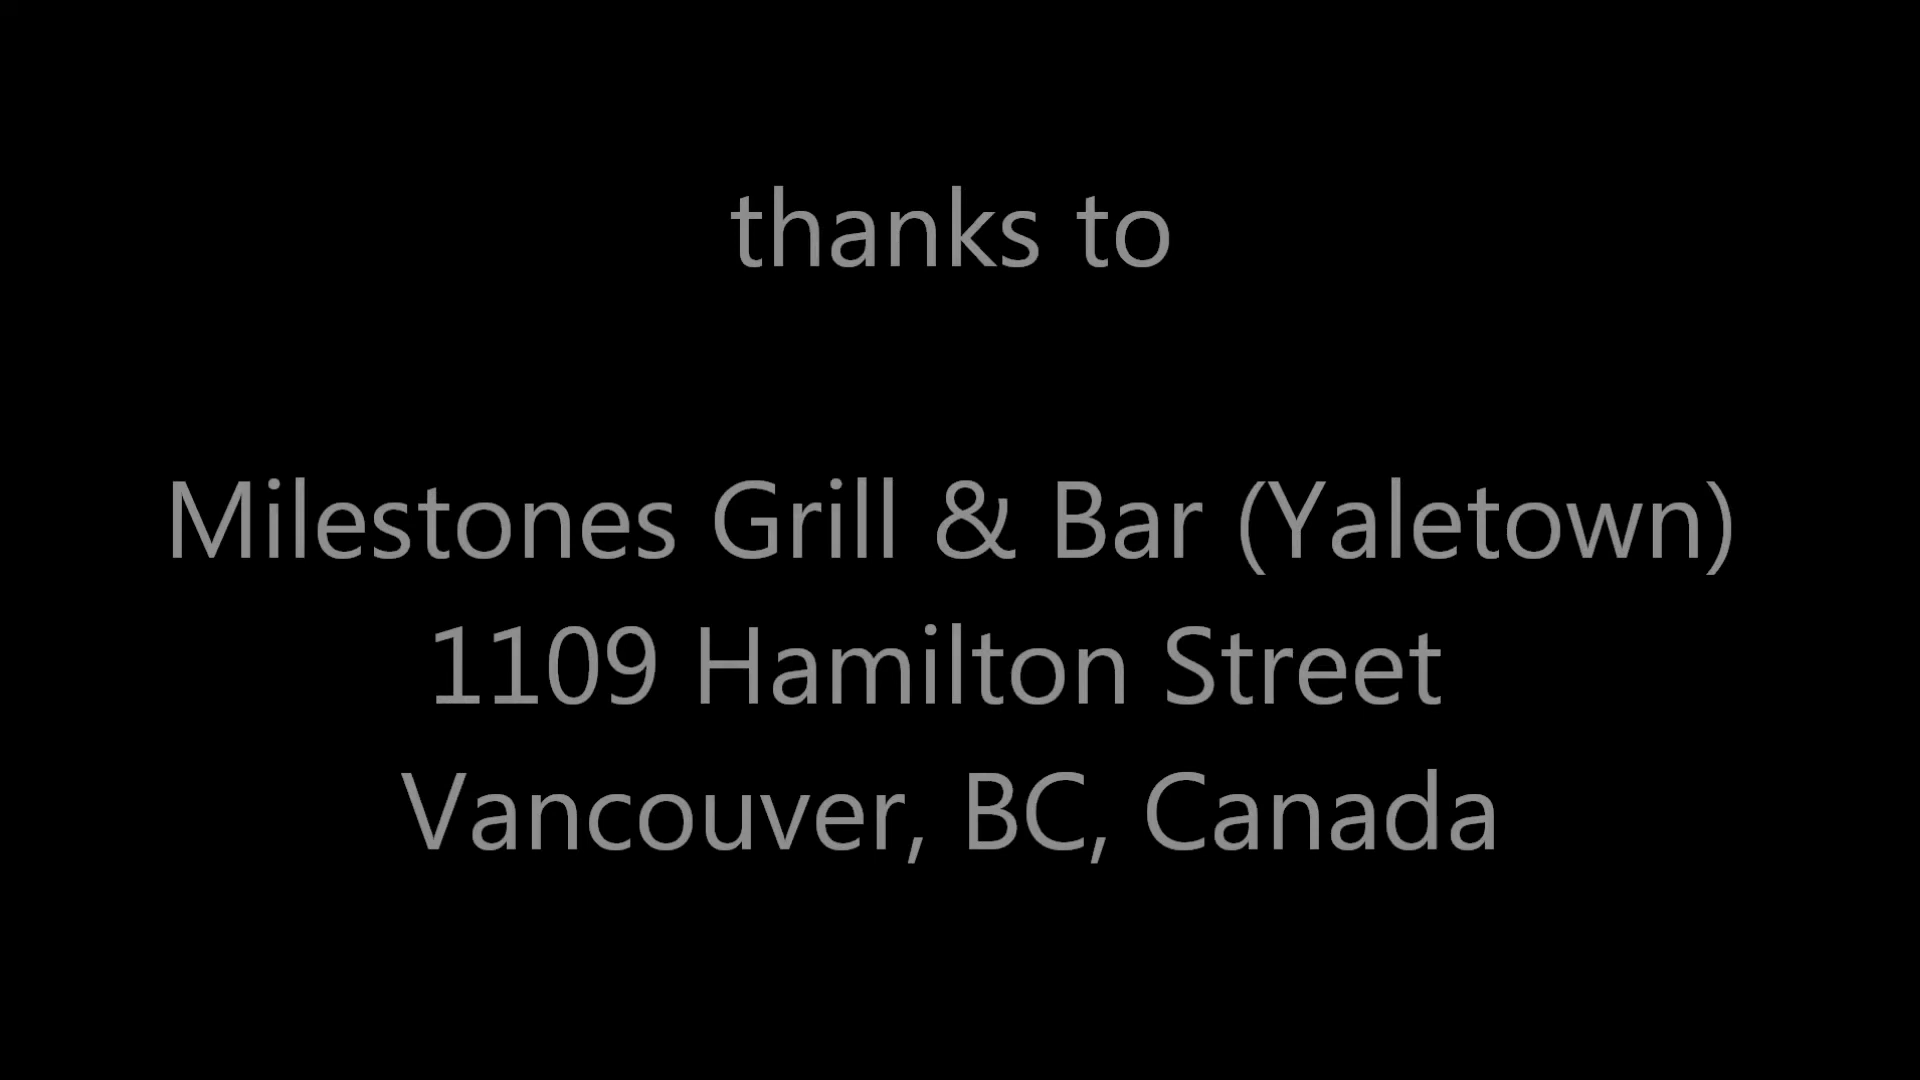 thanks to
Milestones Grill & Bar (Yaletown)
1109 Hamilton Street
Vancouver, BC, Canada